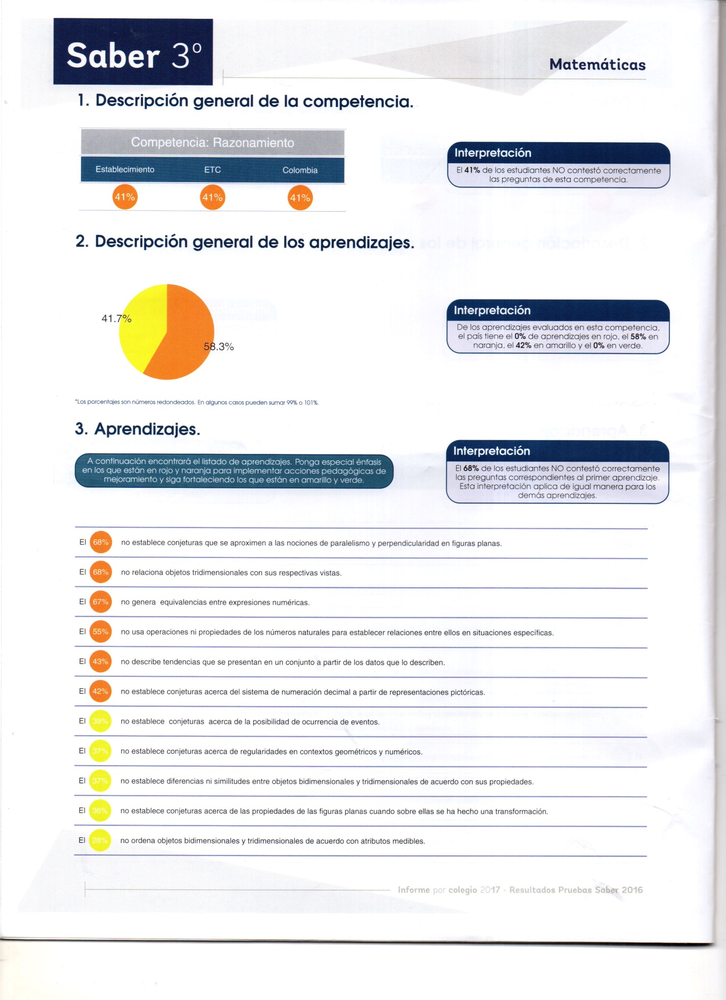 Saber 3º
Matemáticas
1. Descripción general de la competencia.
Competencia: Razonamiento
Establecimiento ETC Colombia
41% 41% 41%
Interpretación
El 41% de los estudiantes NO contestó correctamente
las preguntas de esta competencia.
2. Descripción general de los aprendizajes.
41.7%
58.3%
Interpretación
De los aprendizajes evaluados en esta competencia,
el país tiene el 0% de aprendizajes en rojo, el 58% en
naranja, el 42% en amarillo y el 0% en verde.
*Los porcentajes son números redondeados. En algunos casos pueden sumar 99% o 101%.
3. Aprendizajes.
A continuación encontrará el listado de aprendizajes. Ponga especial énfasis
en los que están en rojo y naranja para implementar acciones pedagógicas de
mejoramiento y siga fortaleciendo los que están en amarillo y verde.
Interpretación
El 68% de los estudiantes NO contestó correctamente
las preguntas correspondientes al primer aprendizaje.
Esta interpretación aplica de igual manera para los
demás aprendizajes.
El 68% no establece conjeturas que se aproximen a las nociones de paralelismo y perpendicularidad en figuras planas.
El 68% no relaciona objetos tridimensionales con sus respectivas vistas.
El 67% no genera equivalencias entre expresiones numéricas.
El 55% no usa operaciones ni propiedades de los números naturales para establecer relaciones entre ellos en situaciones específicas.
El 43% no describe tendencias que se presentan en un conjunto a partir de los datos que lo describen.
El 42% no establece conjeturas acerca del sistema de numeración decimal a partir de representaciones pictóricas.
El 39% no establece conjeturas acerca de la posibilidad de ocurrencia de eventos.
El 37% no establece conjeturas acerca de regularidades en contextos geométricos y numéricos.
El 37% no establece diferencias ni similitudes entre objetos bidimensionales y tridimensionales de acuerdo con sus propiedades.
El 36% no establece conjeturas acerca de las propiedades de las figuras planas cuando sobre ellas se ha hecho una transformación.
El 28% no ordena objetos bidimensionales y tridimensionales de acuerdo con atributos medibles.
Informe por colegio 2017 - Resultados Pruebas Saber 2016